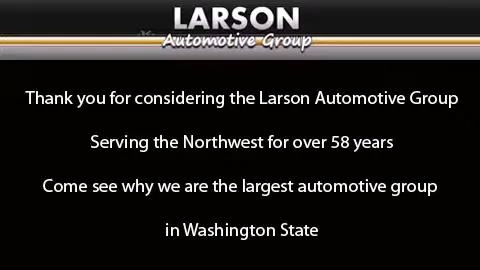 LARSON
Automotive Group
Thank you for considering the Larson Automotive Group
Serving the Northwest for over 58 years
Come see why we are the largest automotive group
in Washington State